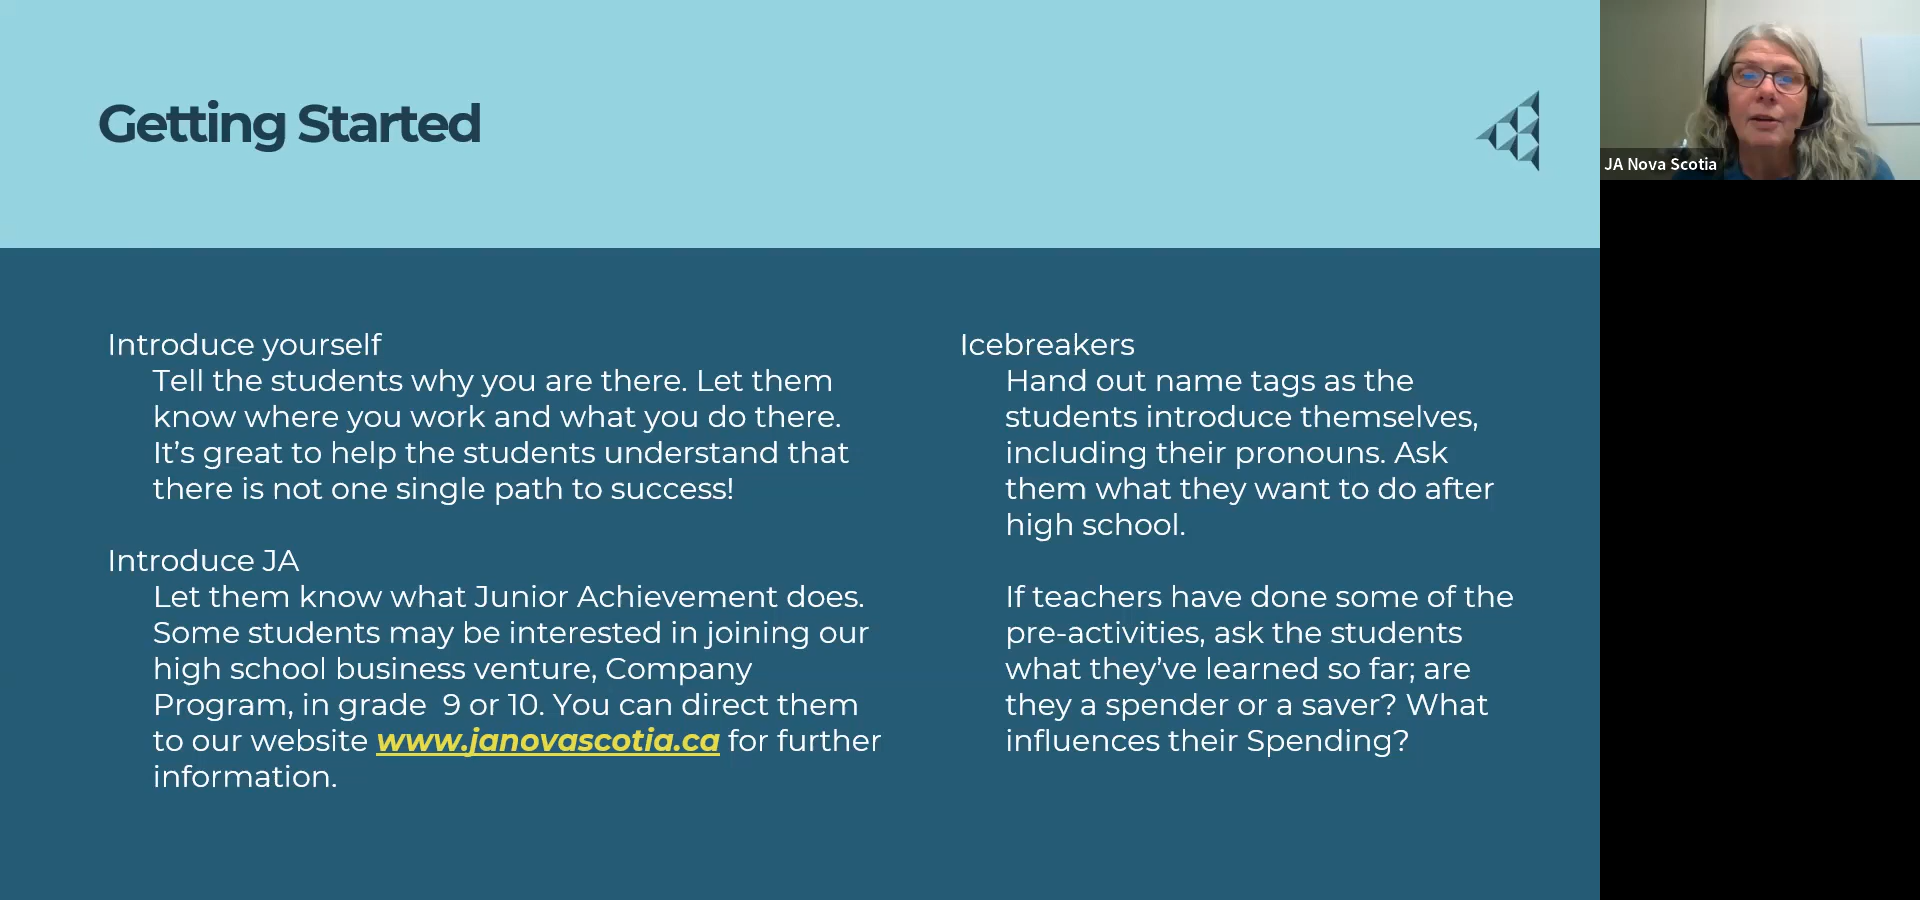 Getting Started
JA Nova Scotia
Introduce yourself
Tell the students why you are there. Let them
know where you work and what you do there.
It’s great to help the students understand that
there is not one single path to success!
Introduce JA
Let them know what Junior Achievement does.
Some students may be interested in joining our
high school business venture, Company
Program, in grade  9 or 10. You can direct them
to our website www.janovascotia.ca for further
information.
Icebreakers
Hand out name tags as the
students introduce themselves,
including their pronouns. Ask
them what they want to do after
high school.
If teachers have done some of the
pre-activities, ask the students
what they’ve learned so far; are
they a spender or a saver? What
influences their Spending?